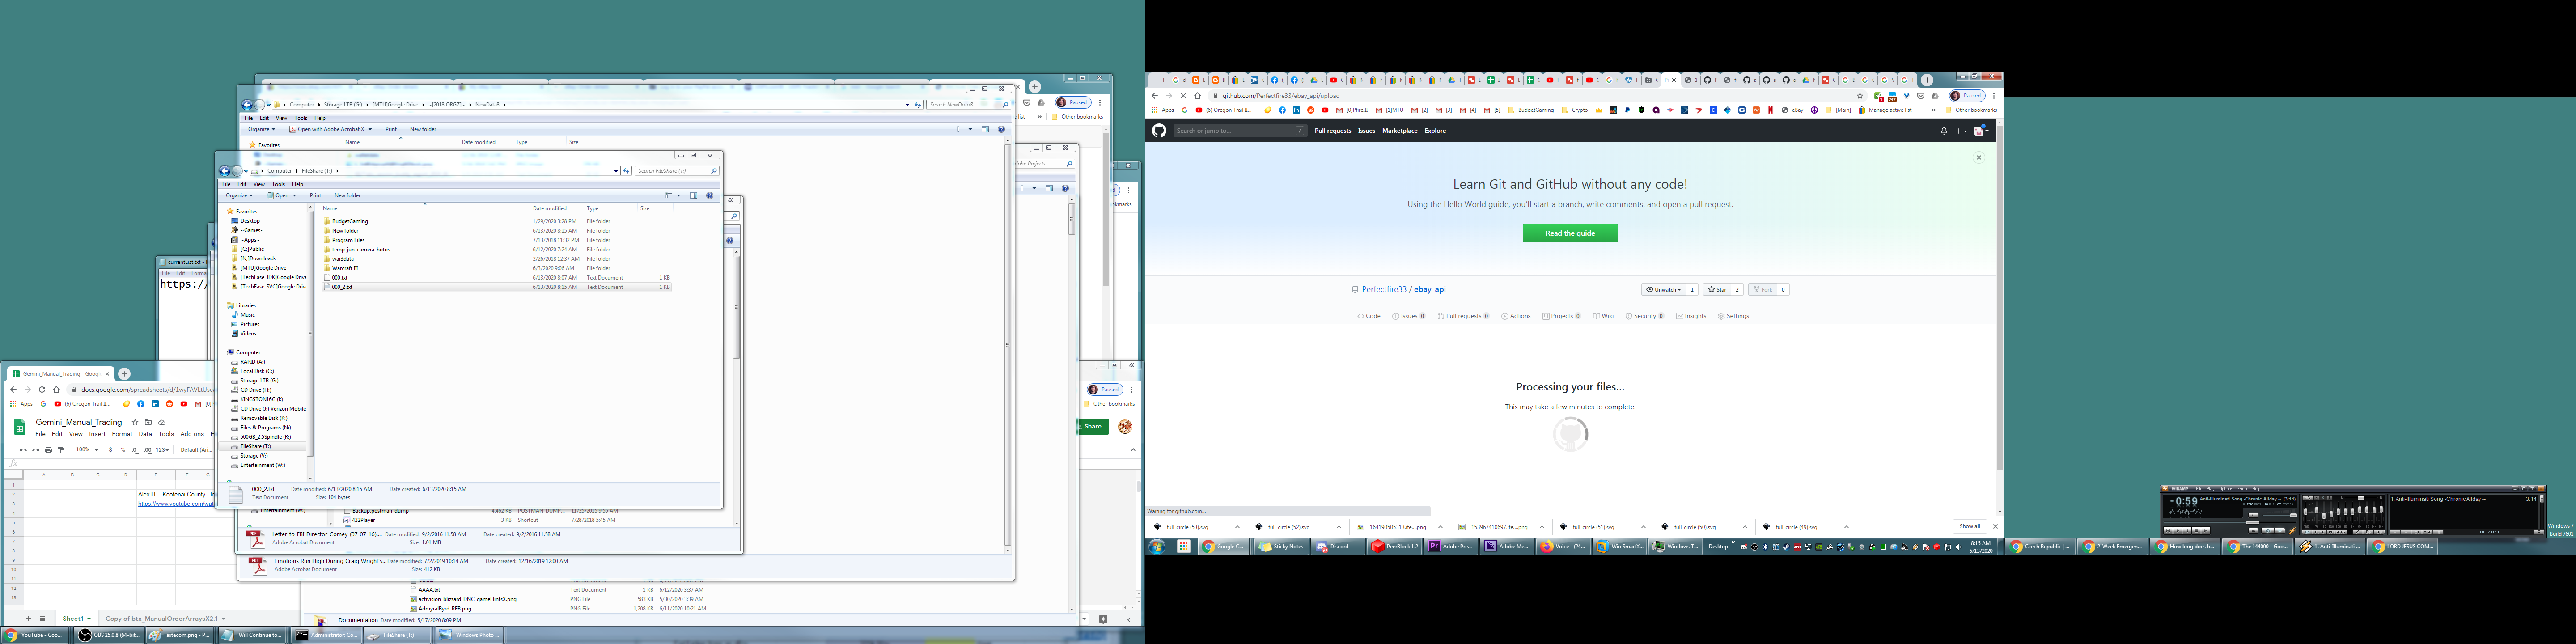 Computer ▸ Storage 1TB (G:) ▸ [MTU]Google Drive ▸ ~[2018 ORGZ]~ ▸ NewDataII ▸
Search NewDataII
File Edit View Tools Help
Organize Open with Adobe Acrobat X Print New folder
Favorites Name Date modified Type Size
Computer ▸ FileShare (T:) ▸
Search FileShare (T:)
File Edit View Tools Help
Organize Open Print New folder
Name Date modified Type Size
Favorites
Desktop
~Games~
~Apps~
[C:]Public
[N:]Downloads
[MTU]Google Drive
[TechEase_JDK]Google Drive
[TechEase_SVC]Google Drive
Libraries
Music
Pictures
Videos
Computer
RAPID (A:)
Local Disk (C:)
Storage 1TB (G:)
CD Drive (H:)
KINGSTON16G (I:)
CD Drive (J:) Verizon Mobile
Removable Disk (K:)
Files & Programs (N:)
500GB_2.5Spindle (R:)
FileShare (T:)
Storage (V:)
Entertainment (W:)
BudgetGaming 1/29/2020 3:28 PM File folder
New folder 6/13/2020 8:15 AM File folder
Program Files 7/13/2018 11:32 PM File folder
temp_jun_camera_hotos 6/12/2020 7:24 AM File folder
war3data 2/26/2018 12:37 AM File folder
Warcraft III 6/3/2020 9:06 AM File folder
000.txt 6/13/2020 8:07 AM Text Document 1 KB
000_2.txt 6/13/2020 8:15 AM Text Document 1 KB
000_2.txt Date modified: 6/13/2020 8:15 AM Date created: 6/13/2020 8:15 AM
Text Document Size: 104 bytes
432Player 3 KB Shortcut 7/28/2018 5:45 AM
Letter_to_FBI_Director_Comey_(07-07-16)... Date modified: 9/2/2016 11:58 AM Date created: 9/2/2016 11:58 AM
Adobe Acrobat Document Size: 1.01 MB
Emotions Run High During Craig Wright's... Date modified: 7/2/2019 10:14 AM Date created: 12/16/2019 12:00 AM
Adobe Acrobat Document Size: 412 KB
AAAA.txt Text Document 1 KB 6/12/2020 3:37 AM
activision_blizzard_DNC_gameHintsX.png PNG File 583 KB 5/30/2020 3:39 AM
AdmyralByrd_RFB.png PNG File 1,208 KB 6/11/2020 10:21 AM
Documentation Date modified: 5/17/2020 8:09 PM
currentList.txt
File Edit Forma
https:/
Gemini_Manual_Trading - Goog
docs.google.com/spreadsheets/d/1wyFAVLtUsc
Apps (6) Oregon Trail II...
Gemini_Manual_Trading
File Edit View Insert Format Data Tools Add-ons
100% $ % .0 .00 123 Default (Ari...
A B C D E F G
Alex H -- Kootenai County
https://www.youtube.com/wat
Sheet1 Copy of btx_ManualOrderArraysX2.1
Paused
Other bookmarks
Share
YouTube - Goo...
OBS 25.0.8 (64-bit...
axtecom.png - P...
Will Continue to...
Administrator: Co...
FileShare (T:)
Windows Photo ...
github.com/Perfectfire33/ebay_api/upload
Paused
Apps (6) Oregon Trail II... [1]MTU [2] [3] [4] [5] BudgetGaming Crypto eBay [Main] Manage active list Other bookmarks
Search or jump to...
Pull requests Issues Marketplace Explore
Learn Git and GitHub without any code!
Using the Hello World guide, you'll start a branch, write comments, and open a pull request.
Read the guide
Perfectfire33 / ebay_api
Unwatch 1 Star 2 Fork 0
Code Issues 0 Pull requests 0 Actions Projects 0 Wiki Security 0 Insights Settings
Processing your files...
This may take a few minutes to complete.
Waiting for github.com...
full_circle (53).svg
full_circle (52).svg
164190505313.ite....png
153967410697.ite....png
full_circle (51).svg
full_circle (50).svg
full_circle (49).svg
Show all
Google C...
Sticky Notes
Discord
PeerBlock 1.2
Adobe Pre...
Adobe Me...
Voice - (24...
Win SmartX...
Windows T...
Desktop
8:15 AM
6/13/2020
Czech Republic | ...
2-Week Emergen...
How long does h...
The 144000 - Goo...
1. Anti-Illuminati ...
LORD JESUS COM...
WINAMP File Play Options View Help
-0:59
Anti-Illuminati Song -Chronic Allday -- (3:14)
1. Anti-Illuminati Song -Chronic Allday -- 3:14
Windows 7
Build 7601